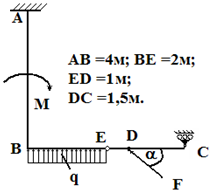 A
AB =4м; BE =2м;
ED =1м;
DC =1,5м.
M
B
E
D
α
C
q
F